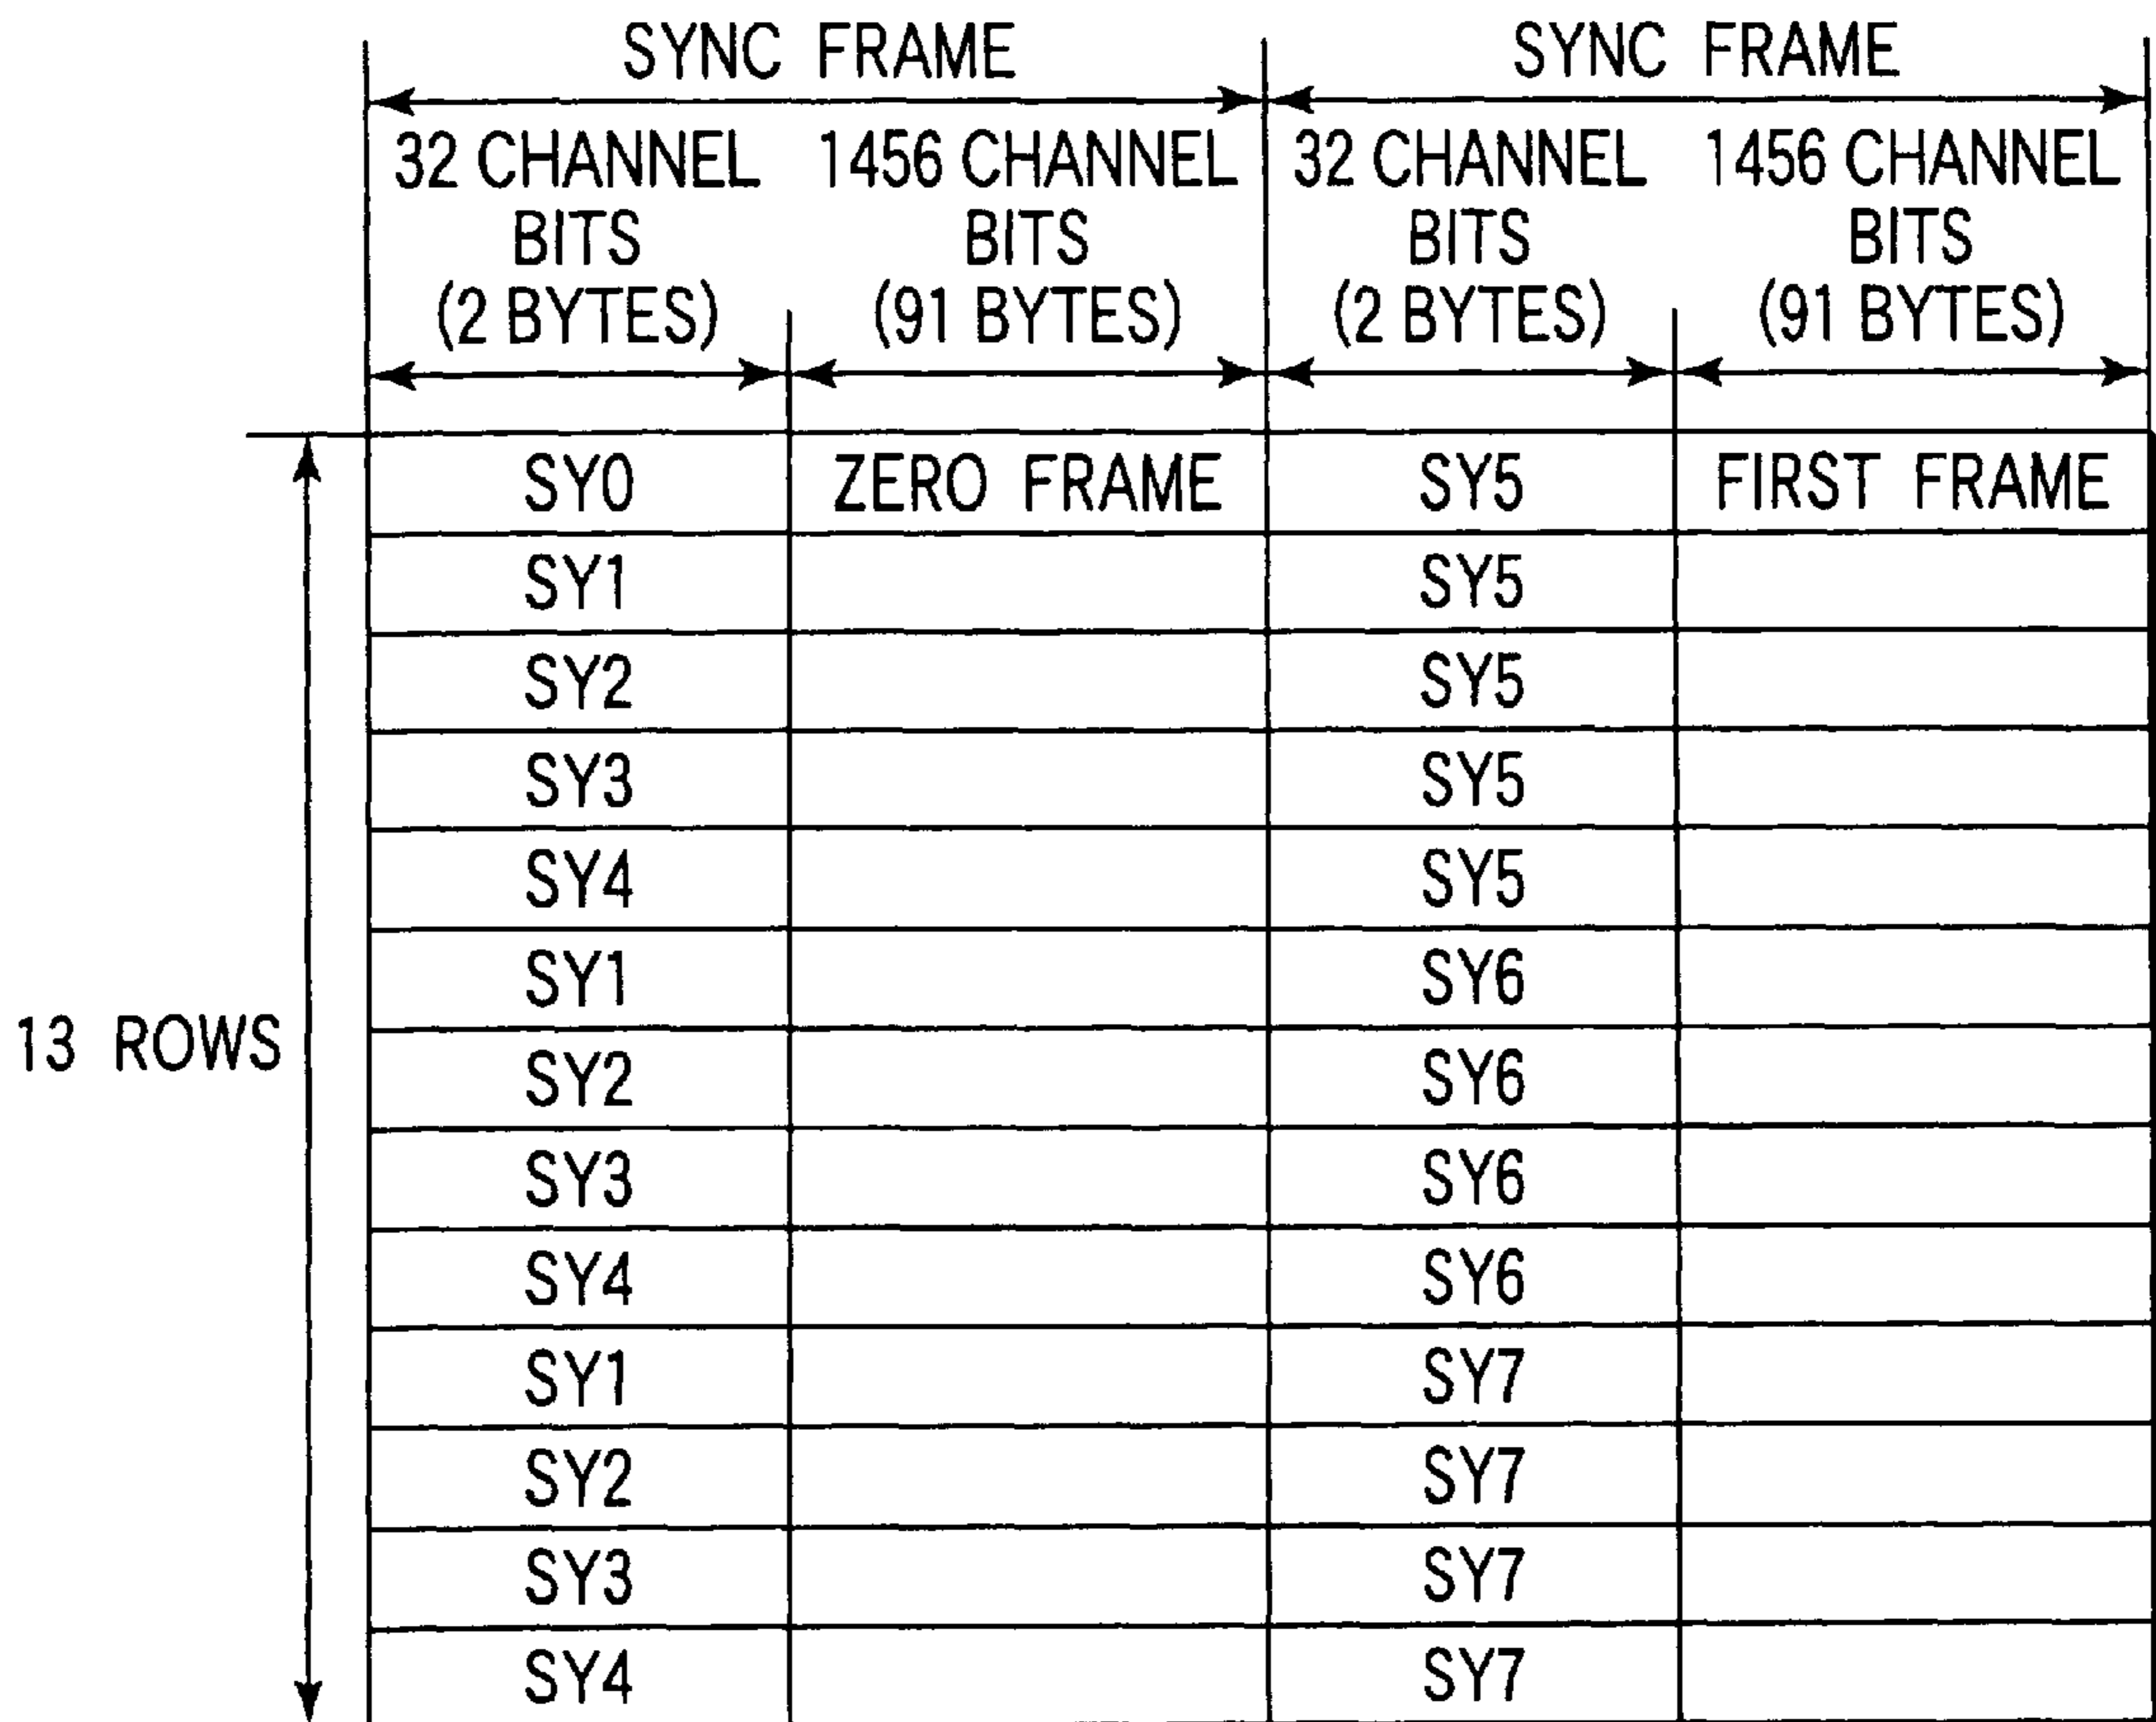 SYNC FRAME SYNC FRAME
32 CHANNEL 1456 CHANNEL 32 CHANNEL 1456 CHANNEL
BITS BITS BITS BITS
(2 BYTES) (91 BYTES) (2 BYTES) (91 BYTES)
SY0 ZERO FRAME SY5 FIRST FRAME
SY1 SY5
SY2 SY5
SY3 SY5
SY4 SY5
SY1 SY6
13 ROWS
SY2 SY6
SY3 SY6
SY4 SY6
SY1 SY7
SY2 SY7
SY3 SY7
SY4 SY7